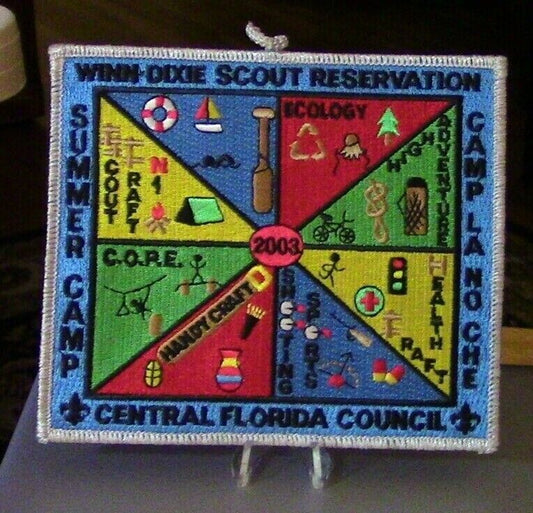 WINN-DIXIE SCOUT RESERVATION
SUMMER CAMP
CAMP LA NO CHE
ECOLOGY
HIGH
ADVENTURE
SCOUT
CRAFT
2003
C.O.P.E.
HANDY CRAFT
SHOOTING
SPORTS
HEALTH
CRAFT
CENTRAL FLORIDA COUNCIL